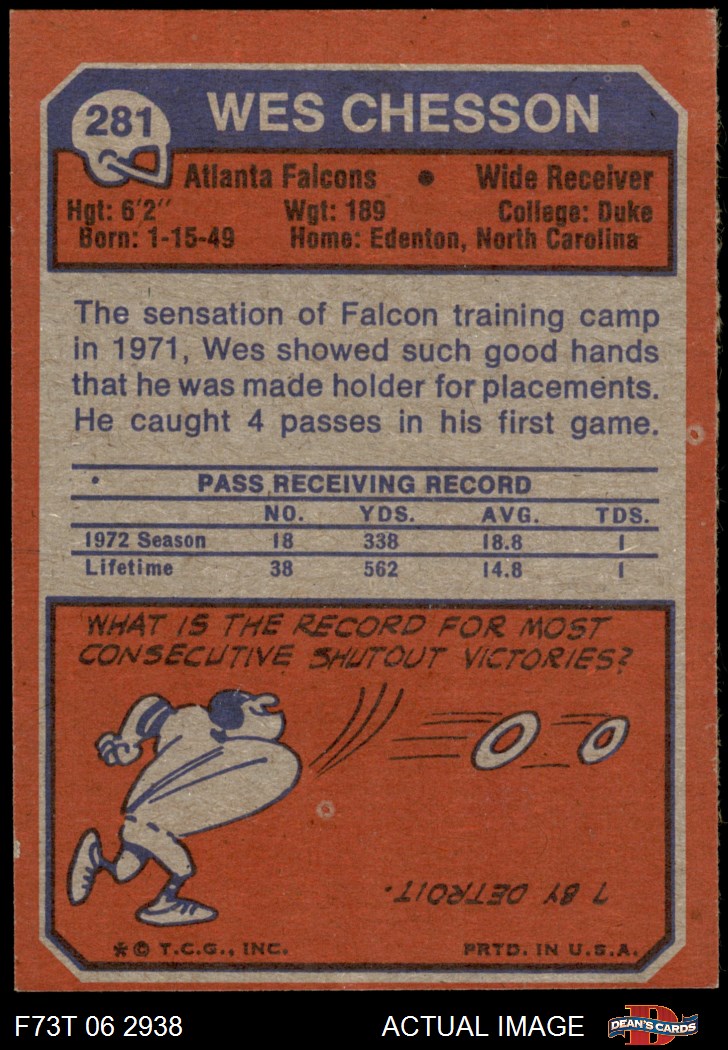 281 WES CHESSON
Atlanta Falcons • Wide Receiver
Hgt: 6'2" Wgt: 189 College: Duke
Born: 1-15-49 Home: Edenton, North Carolina
The sensation of Falcon training camp
in 1971, Wes showed such good hands
that he was made holder for placements.
He caught 4 passes in his first game.
PASS RECEIVING RECORD
NO. YDS. AVG. TDS.
1972 Season 18 338 18.8 1
Lifetime 38 562 14.8 1
WHAT IS THE RECORD FOR MOST
CONSECUTIVE SHUTOUT VICTORIES?
7 BY DETROIT.
* © T.C.G., INC. PRTD. IN U.S.A.
F73T 06 2938 ACTUAL IMAGE DEAN'S CARDS